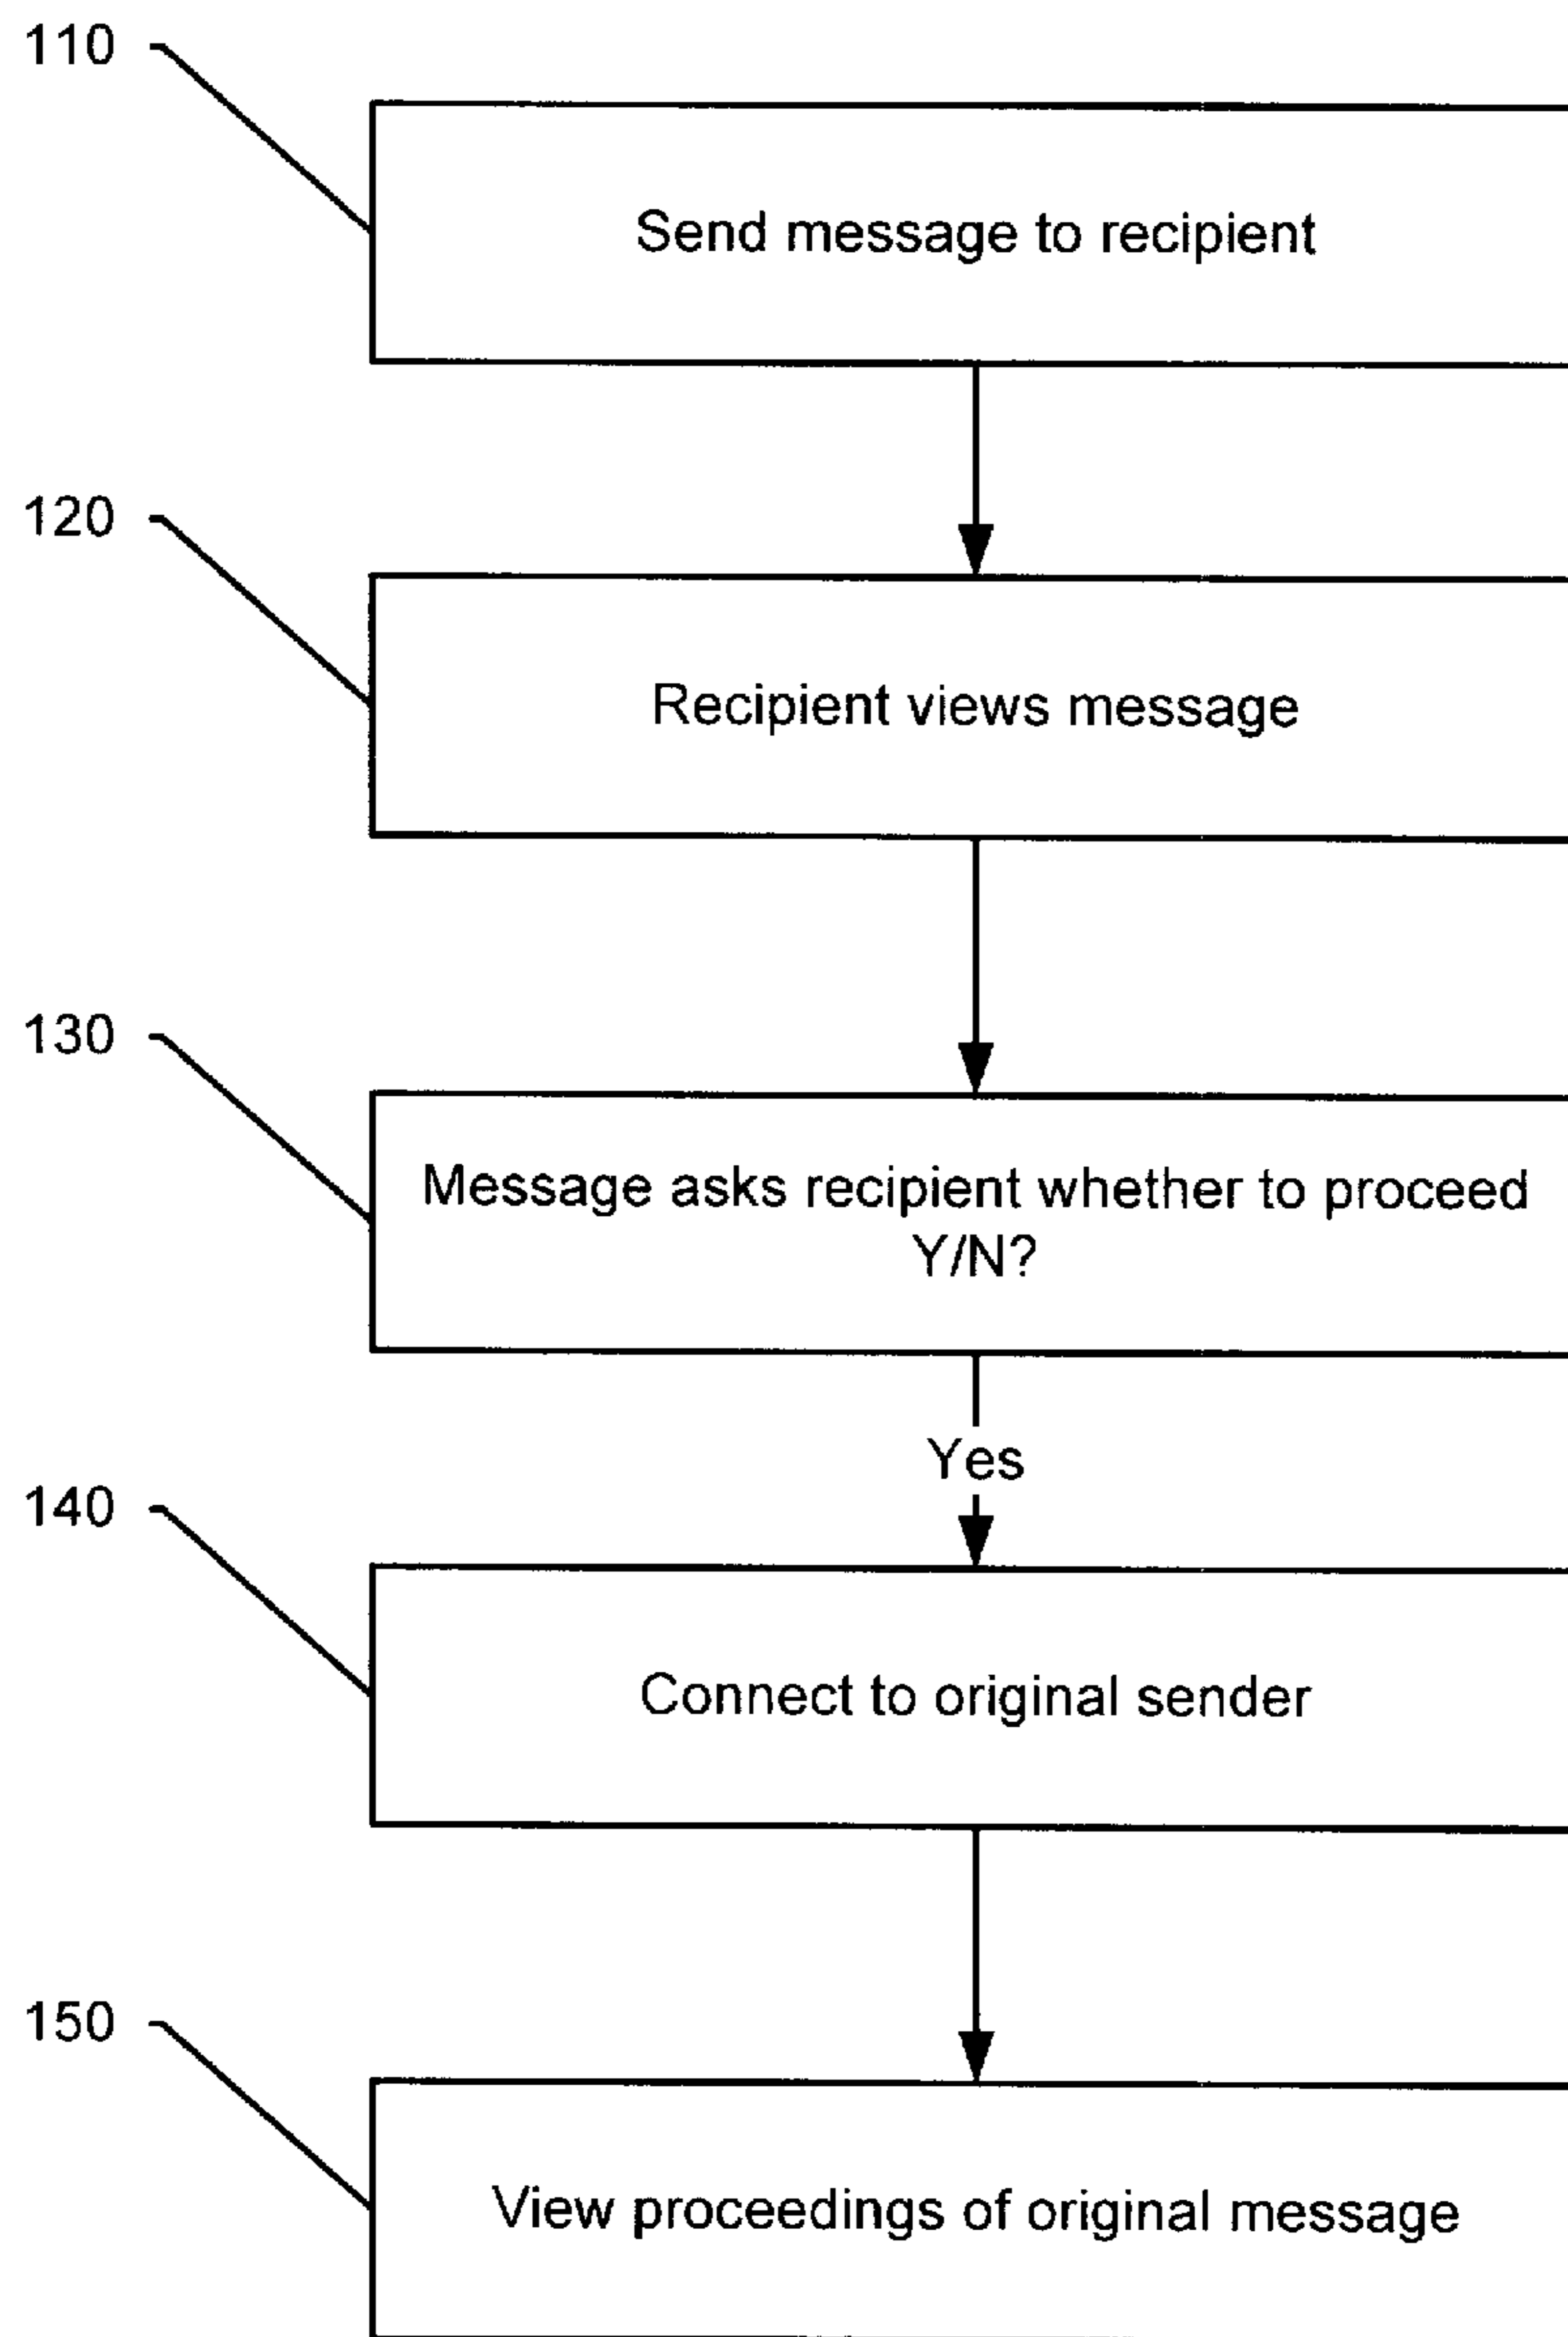 110
Send message to recipient
120
Recipient views message
130
Message asks recipient whether to proceed
Y/N?
Yes
140
Connect to original sender
150
View proceedings of original message